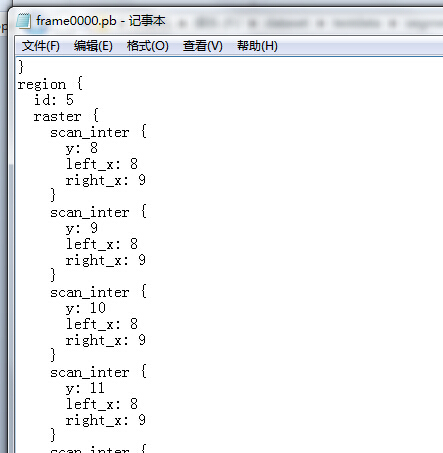 frame0000.pb - 记事本
文件(F) 编辑(E) 格式(O) 查看(V) 帮助(H)
}
region {
id: 5
raster {
scan_inter {
y: 8
left_x: 8
right_x: 9
}
scan_inter {
y: 9
left_x: 8
right_x: 9
}
scan_inter {
y: 10
left_x: 8
right_x: 9
}
scan_inter {
y: 11
left_x: 8
right_x: 9
}